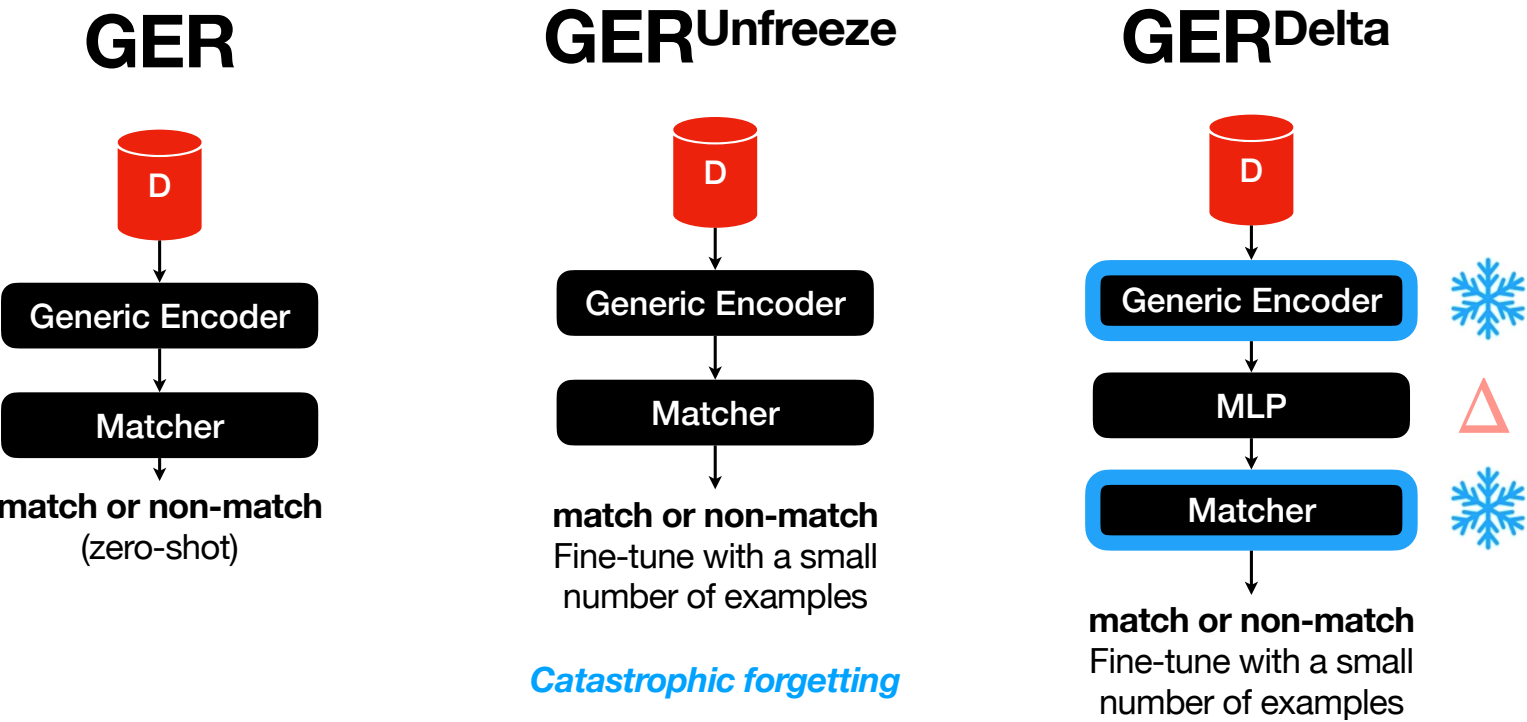 GER
D
Generic Encoder
Matcher
match or non-match
(zero-shot)
GERUnfreeze
D
Generic Encoder
Matcher
match or non-match
Fine-tune with a small
number of examples
Catastrophic forgetting
GERDelta
D
Generic Encoder
MLP
Δ
Matcher
match or non-match
Fine-tune with a small
number of examples